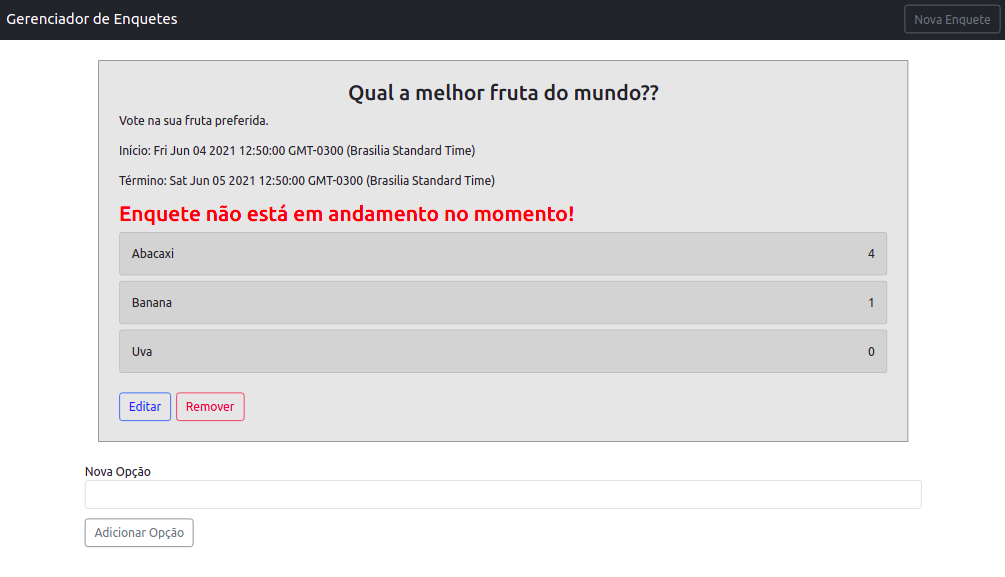 Gerenciador de Enquetes
Nova Enquete
Qual a melhor fruta do mundo??
Vote na sua fruta preferida.
Início: Fri Jun 04 2021 12:50:00 GMT-0300 (Brasilia Standard Time)
Término: Sat Jun 05 2021 12:50:00 GMT-0300 (Brasilia Standard Time)
Enquete não está em andamento no momento!
Abacaxi 4
Banana 1
Uva 0
Editar Remover
Nova Opção
Adicionar Opção